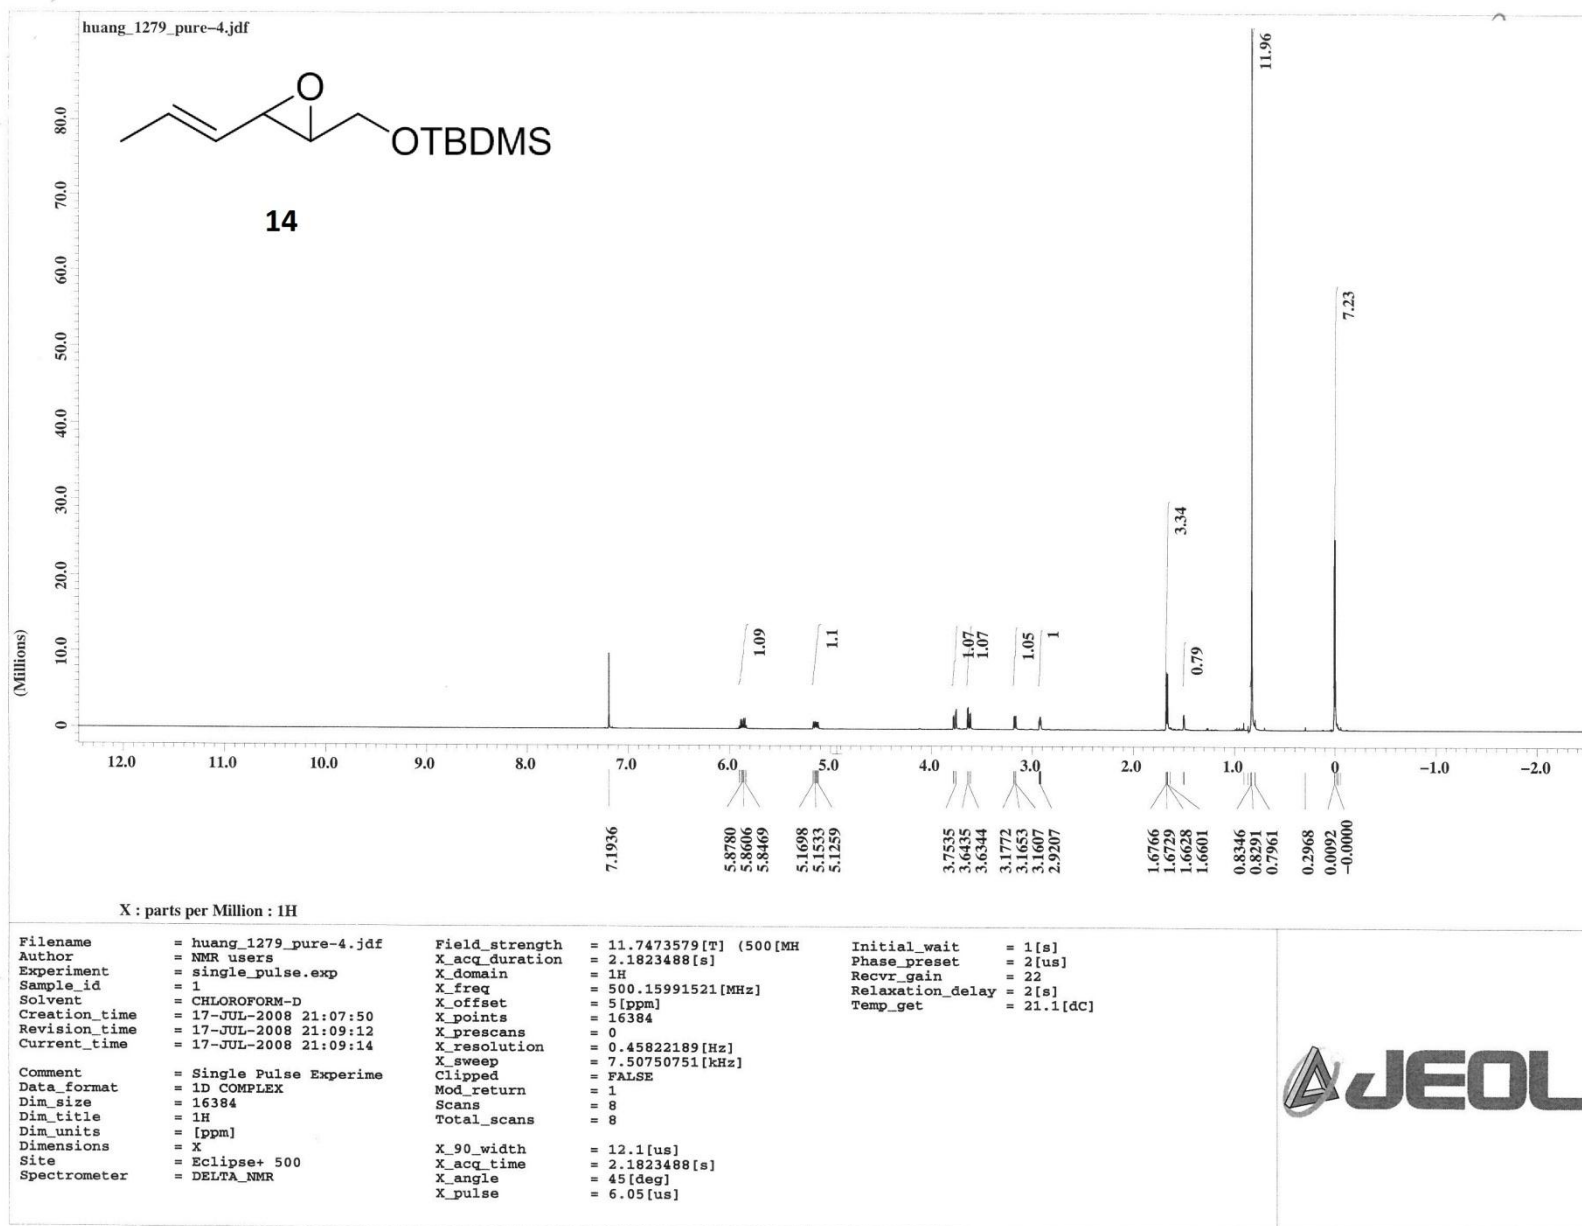 huang_1279_pure-4.jdf
O
OTBDMS
14
(Millions)
80.0
70.0
60.0
50.0
40.0
30.0
20.0
10.0
0
1.09
1.1
1.07
1.07
1.05
1
3.34
0.79
11.96
7.23
12.0 11.0 10.0 9.0 8.0 7.0 6.0 5.0 4.0 3.0 2.0 1.0 0 -1.0 -2.0
7.1936
5.8780
5.8606
5.8469
5.1698
5.1533
5.1259
3.7535
3.6435
3.6344
3.1772
3.1653
3.1607
2.9207
1.6766
1.6729
1.6628
1.6601
0.8346
0.8291
0.7961
0.2968
0.0092
-0.0000
X : parts per Million : 1H
Filename = huang_1279_pure-4.jdf
Author = NMR users
Experiment = single_pulse.exp
Sample_id = 1
Solvent = CHLOROFORM-D
Creation_time = 17-JUL-2008 21:07:50
Revision_time = 17-JUL-2008 21:09:12
Current_time = 17-JUL-2008 21:09:14
Comment = Single Pulse Experime
Data_format = 1D COMPLEX
Dim_size = 16384
Dim_title = 1H
Dim_units = [ppm]
Dimensions = X
Site = Eclipse+ 500
Spectrometer = DELTA_NMR
Field_strength = 11.7473579[T] (500[MH
X_acq_duration = 2.1823488[s]
X_domain = 1H
X_freq = 500.15991521[MHz]
X_offset = 5[ppm]
X_points = 16384
X_prescans = 0
X_resolution = 0.45822189[Hz]
X_sweep = 7.50750751[kHz]
Clipped = FALSE
Mod_return = 1
Scans = 8
Total_scans = 8
X_90_width = 12.1[us]
X_acq_time = 2.1823488[s]
X_angle = 45[deg]
X_pulse = 6.05[us]
Initial_wait = 1[s]
Phase_preset = 2[us]
Recvr_gain = 22
Relaxation_delay = 2[s]
Temp_get = 21.1[dC]
JEOL